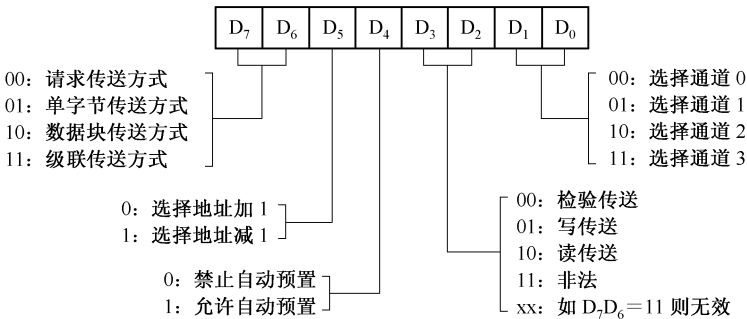 D₇ D₆ D₅ D₄ D₃ D₂ D₁ D₀
00：请求传送方式
01：单字节传送方式
10：数据块传送方式
11：级联传送方式
00：选择通道 0
01：选择通道 1
10：选择通道 2
11：选择通道 3
0：选择地址加 1
1：选择地址减 1
0：禁止自动预置
1：允许自动预置
00：检验传送
01：写传送
10：读传送
11：非法
xx：如 D₇D₆＝11 则无效